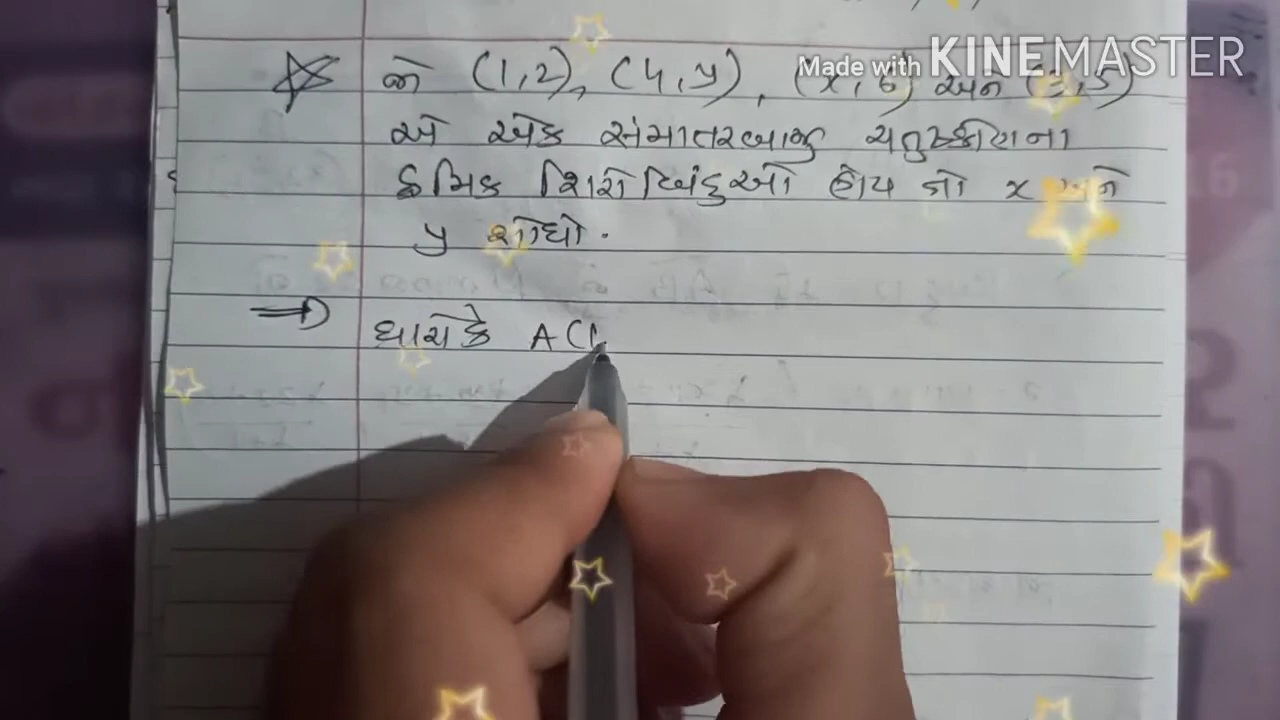 Made with KINEMASTER
જો (1,2), (4,y), (x,6) અને (3,5)
એ એક સમાંતરબાજુ ચતુષ્કોણના
ક્રમિક શિરોબિંદુઓ હોય તો x અને
y શોધો.
⇒ ધારો કે A(1,